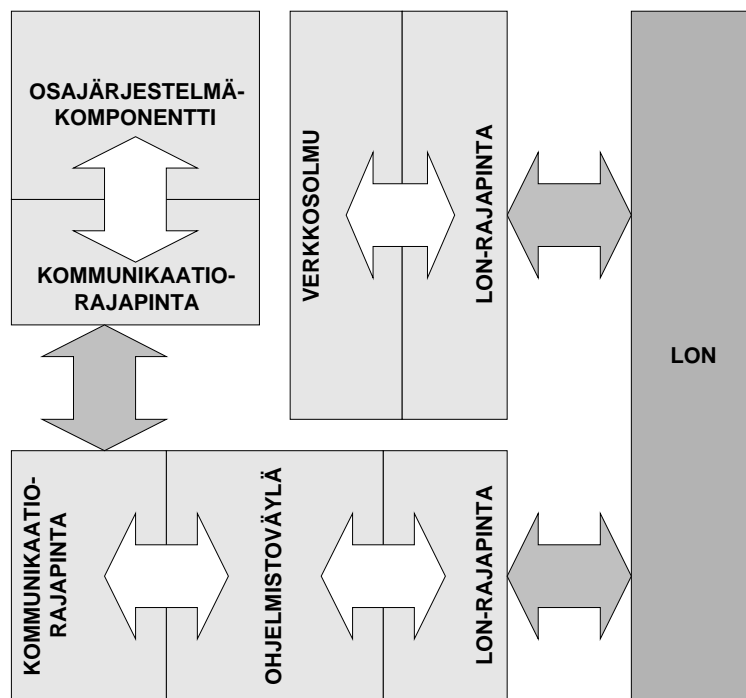 OSAJÄRJESTELMÄ-
KOMPONENTTI
KOMMUNIKAATIO-
RAJAPINTA
VERKKOSOLMU
LON-RAJAPINTA
LON
KOMMUNIKAATIO-
RAJAPINTA
OHJELMISTOVÄYLÄ
LON-RAJAPINTA